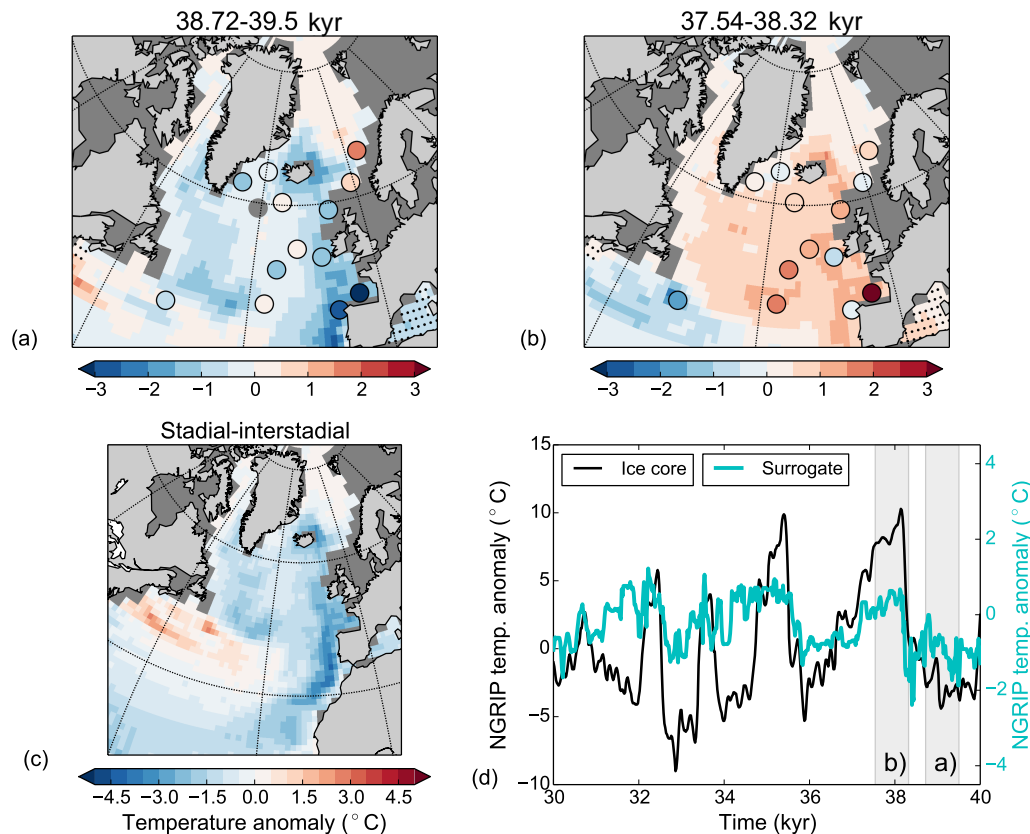 38.72-39.5 kyr
37.54-38.32 kyr
(a)
(b)
−3 −2 −1 0 1 2 3
−3 −2 −1 0 1 2 3
Stadial-interstadial
(c)
−4.5 −3.0 −1.5 0.0 1.5 3.0 4.5
Temperature anomaly (°C)
Ice core
Surrogate
NGRIP temp. anomaly (°C)
15
10
5
0
−5
−10
4
2
0
−2
−4
NGRIP temp. anomaly (°C)
b)
a)
(d)
30 32 34 36 38 40
Time (kyr)